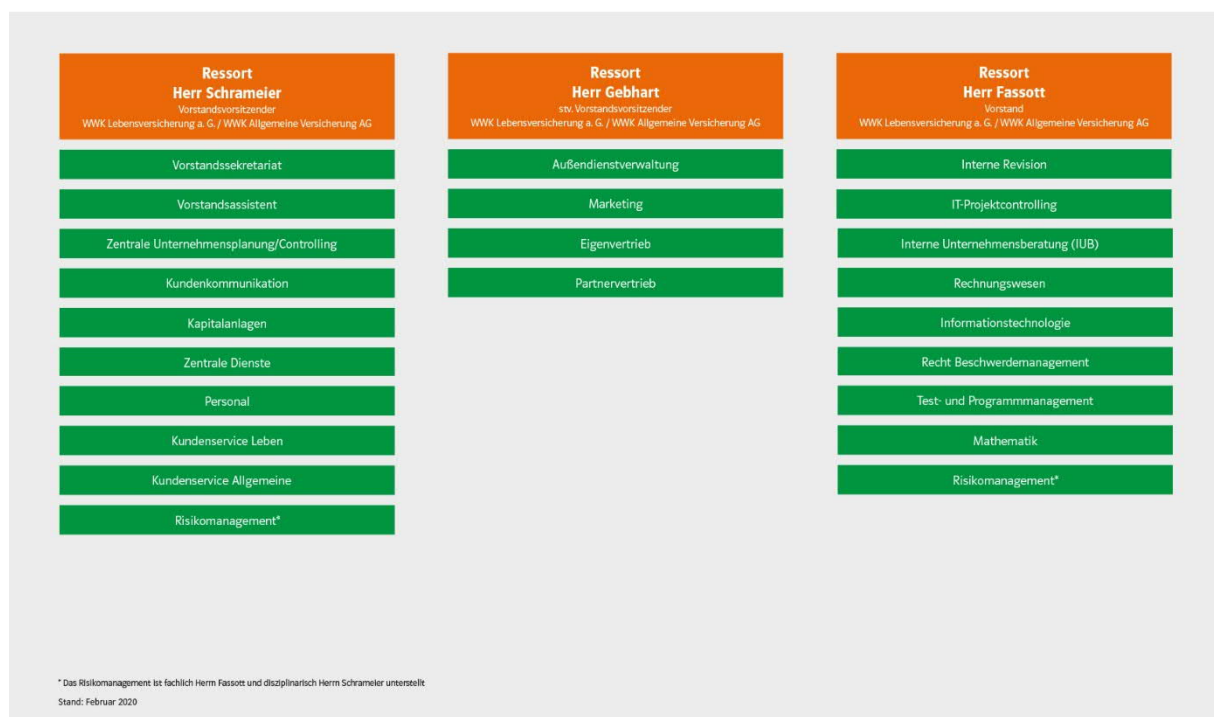 Ressort
Herr Schrameier
Vorstandsvorsitzender
WWK Lebensversicherung a. G. / WWK Allgemeine Versicherung AG
Vorstandssekretariat
Vorstandsassistent
Zentrale Unternehmensplanung/Controlling
Kundenkommunikation
Kapitalanlagen
Zentrale Dienste
Personal
Kundenservice Leben
Kundenservice Allgemeine
Risikomanagement*
Ressort
Herr Gebhart
stv. Vorstandsvorsitzender
WWK Lebensversicherung a. G. / WWK Allgemeine Versicherung AG
Außendienstverwaltung
Marketing
Eigenvertrieb
Partnervertrieb
Ressort
Herr Fassott
Vorstand
WWK Lebensversicherung a. G. / WWK Allgemeine Versicherung AG
Interne Revision
IT-Projektcontrolling
Interne Unternehmensberatung (IUB)
Rechnungswesen
Informationstechnologie
Recht Beschwerdemanagement
Test- und Programmmanagement
Mathematik
Risikomanagement*
* Das Risikomanagement ist fachlich Herrn Fassott und disziplinarisch Herrn Schrameier unterstellt
Stand: Februar 2020